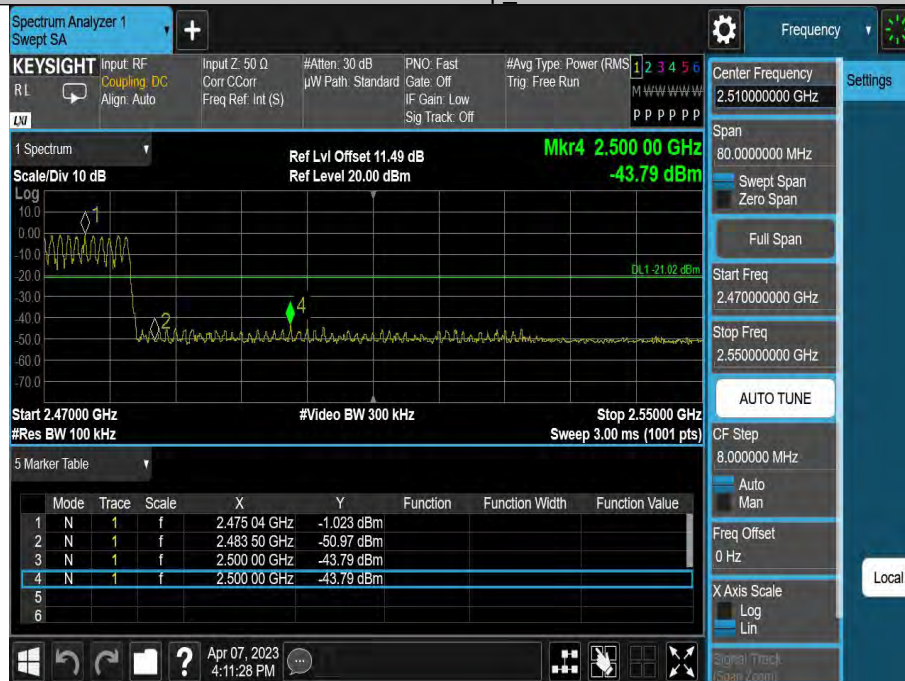 Spectrum Analyzer 1
Swept SA
+
Frequency
KEYSIGHT
RL
LXI
Input: RF
Coupling: DC
Align: Auto
Input Z: 50 Ω
Corr CCorr
Freq Ref: Int (S)
#Atten: 30 dB
µW Path: Standard
PNO: Fast
Gate: Off
IF Gain: Low
Sig Track: Off
#Avg Type: Power (RMS
Trig: Free Run
1 2 3 4 5 6
M W W W W W
P P P P P P
1 Spectrum
Scale/Div 10 dB
Ref Lvl Offset 11.49 dB
Ref Level 20.00 dBm
Mkr4 2.500 00 GHz
-43.79 dBm
Log
10.0
0.00
-10.0
-20.0
-30.0
-40.0
-50.0
-60.0
-70.0
1
2
4
DL1 -21.02 dBm
Start 2.47000 GHz
#Res BW 100 kHz
#Video BW 300 kHz
Stop 2.55000 GHz
Sweep 3.00 ms (1001 pts)
5 Marker Table
Mode Trace Scale X Y Function Function Width Function Value
1 N 1 f 2.475 04 GHz -1.023 dBm
2 N 1 f 2.483 50 GHz -50.97 dBm
3 N 1 f 2.500 00 GHz -43.79 dBm
4 N 1 f 2.500 00 GHz -43.79 dBm
5
6
?
Apr 07, 2023
4:11:28 PM
Center Frequency
2.510000000 GHz
Span
80.0000000 MHz
Swept Span
Zero Span
Full Span
Start Freq
2.470000000 GHz
Stop Freq
2.550000000 GHz
AUTO TUNE
CF Step
8.000000 MHz
Auto
Man
Freq Offset
0 Hz
X Axis Scale
Log
Lin
Signal Track
(Span Zoom)
Settings
Local